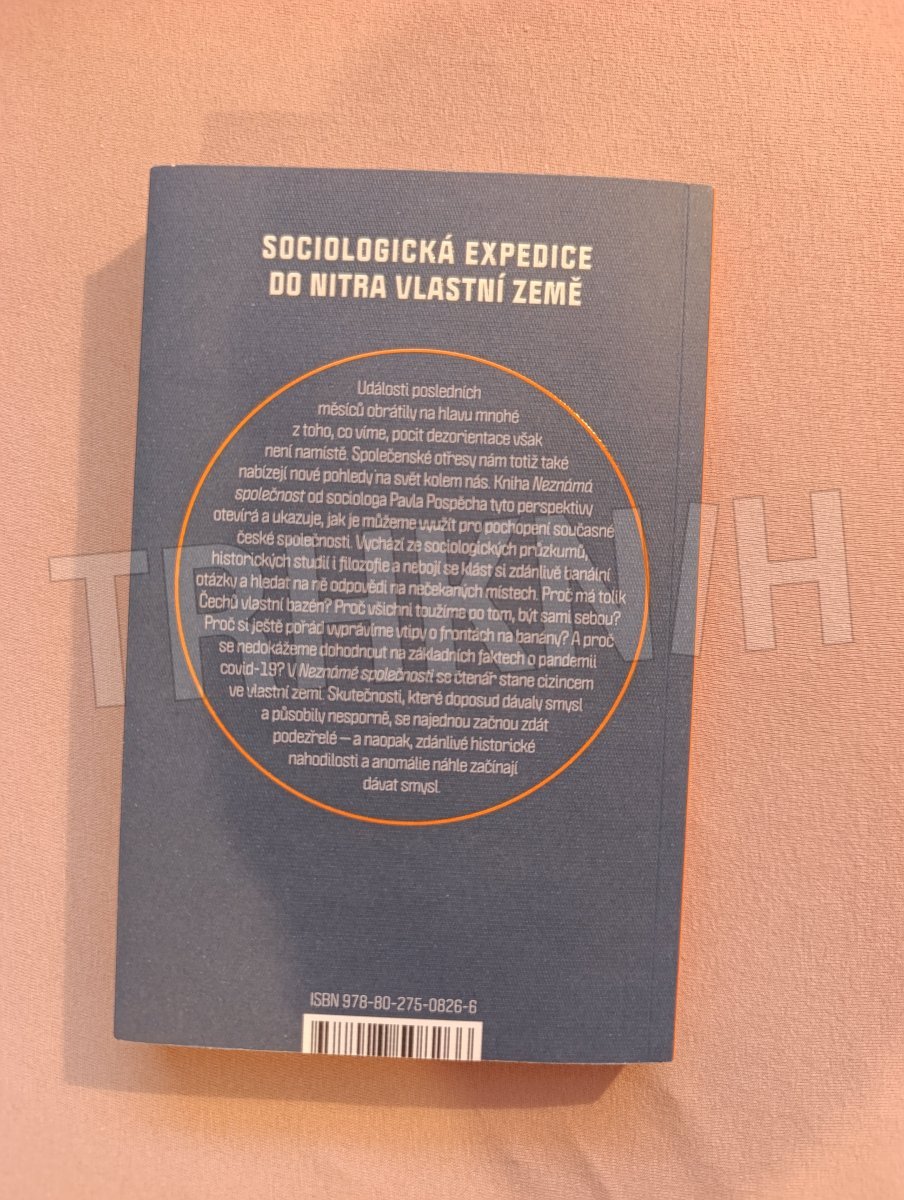 SOCIOLOGICKÁ EXPEDICE
DO NITRA VLASTNÍ ZEMĚ
Události posledních
měsíců obrátily na hlavu mnohé
z toho, co víme, pocit dezorientace však
není namístě. Společenské otřesy nám totiž také
nabízejí nové pohledy na svět kolem nás. Kniha Neznámá
společnost od sociologa Pavla Pospěcha tyto perspektivy
otevírá a ukazuje, jak je můžeme využít pro pochopení současné
české společnosti. Vychází ze sociologických průzkumů,
historických studií i filozofie a nebojí se klást si zdánlivě banální
otázky a hledat na ně odpovědi na nečekaných místech. Proč má tolik
Čechů vlastní bazén? Proč všichni toužíme po tom, být sami sebou?
Proč si ještě pořád vyprávíme vtipy o frontách na banány? A proč
se nedokážeme dohodnout na základních faktech o pandemii
covid-19? V Neznámé společnosti se čtenář stane cizincem
ve vlastní zemi. Skutečnosti, které doposud dávaly smysl
a působily nesporně, se najednou začnou zdát
podezřelé – a naopak, zdánlivé historické
nahodilosti a anomálie náhle začínají
dávat smysl.
ISBN 978-80-275-0826-6
TRHKNIH